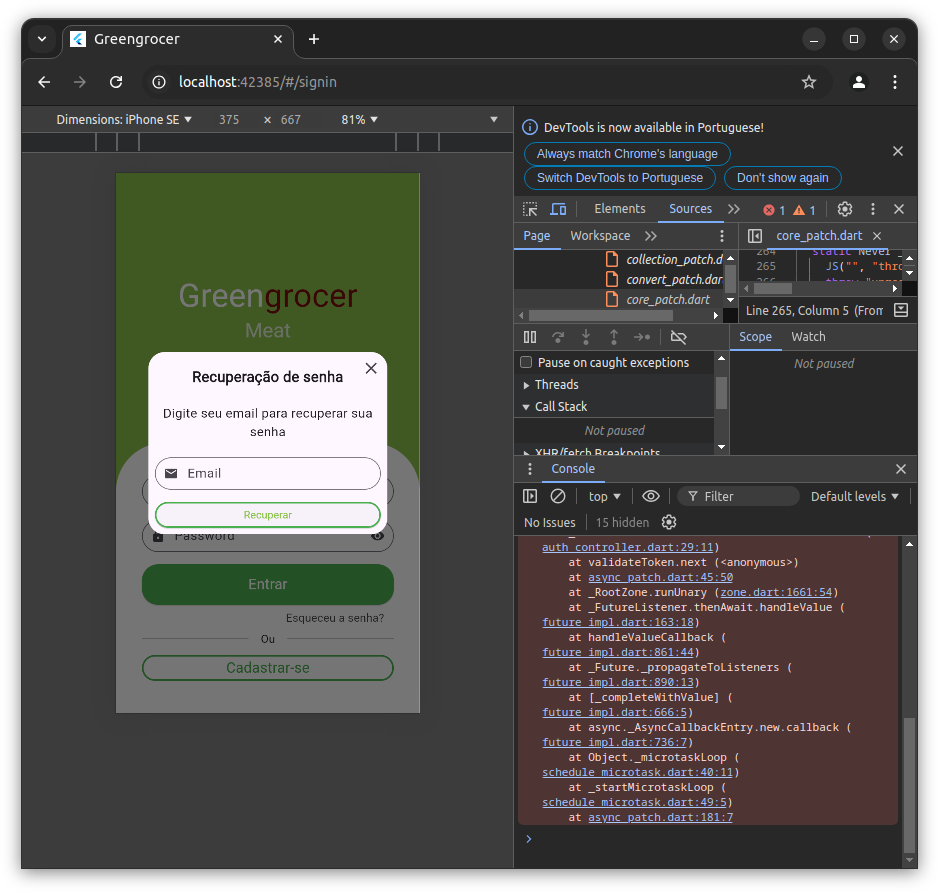 Greengrocer
localhost:42385/#/signin
Dimensions: iPhone SE 375 × 667 81%
DevTools is now available in Portuguese!
Always match Chrome's language
Switch DevTools to Portuguese Don't show again
Elements Sources 1 1
Page Workspace core_patch.dart
collection_patch.d
convert_patch.dar
core_patch.dart
264 static Never
265 JS("", "thro
Line 265, Column 5 (From
Scope Watch
Pause on caught exceptions
Not paused
Threads
Call Stack
Not paused
XHR/fetch Breakpoints
Console
top Filter Default levels
No Issues 15 hidden
auth_controller.dart:29:11)
at validateToken.next (<anonymous>)
at async_patch.dart:45:50
at _RootZone.runUnary (zone.dart:1661:54)
at _FutureListener.thenAwait.handleValue (
future_impl.dart:163:18)
at handleValueCallback (
future_impl.dart:861:44)
at _Future._propagateToListeners (
future_impl.dart:890:13)
at [_completeWithValue] (
future_impl.dart:666:5)
at async._AsyncCallbackEntry.new.callback (
future_impl.dart:736:7)
at Object._microtaskLoop (
schedule_microtask.dart:40:11)
at _startMicrotaskLoop (
schedule_microtask.dart:49:5)
at async_patch.dart:181:7
Greengrocer
Meat
Recuperação de senha
Digite seu email para recuperar sua
senha
Email
Recuperar
Password
Entrar
Esqueceu a senha?
Ou
Cadastrar-se